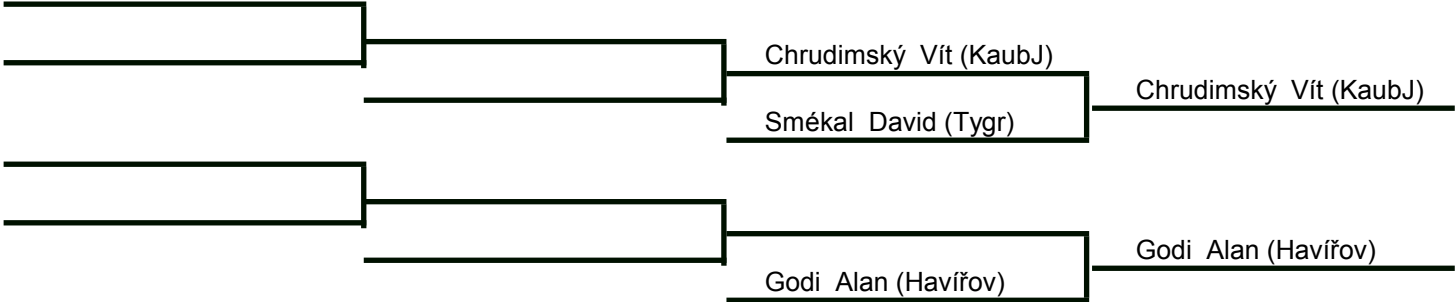 Chrudimský Vít (KaubJ)
Chrudimský Vít (KaubJ)
Smékal David (Tygr)
Godi Alan (Havířov)
Godi Alan (Havířov)